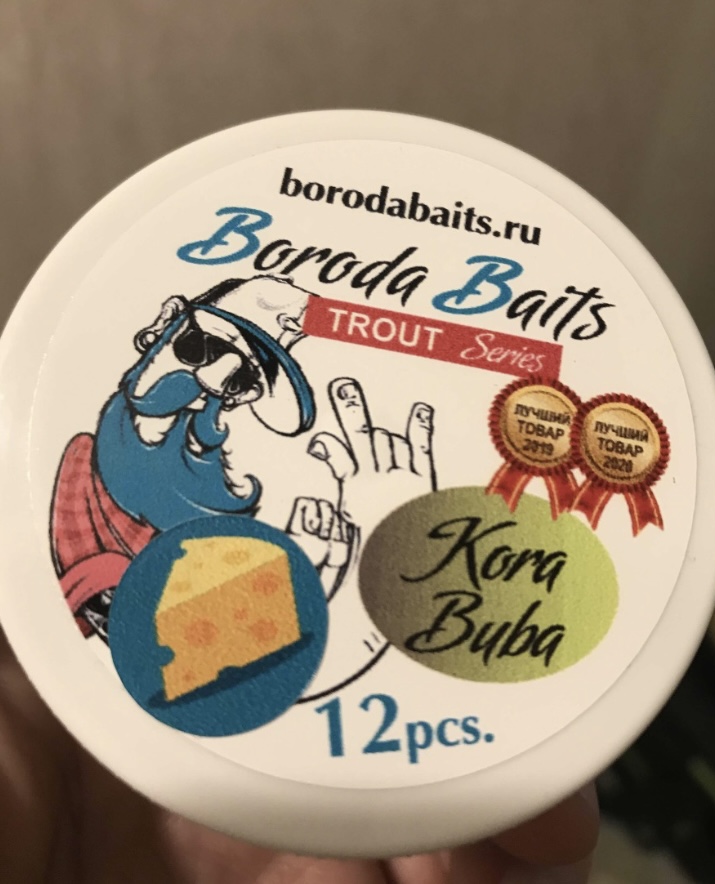 borodabaits.ru
Boroda Baits
TROUT Series
ЛУЧШИЙ
ТОВАР
2019
ЛУЧШИЙ
ТОВАР
2020
Kora
Buba
12pcs.